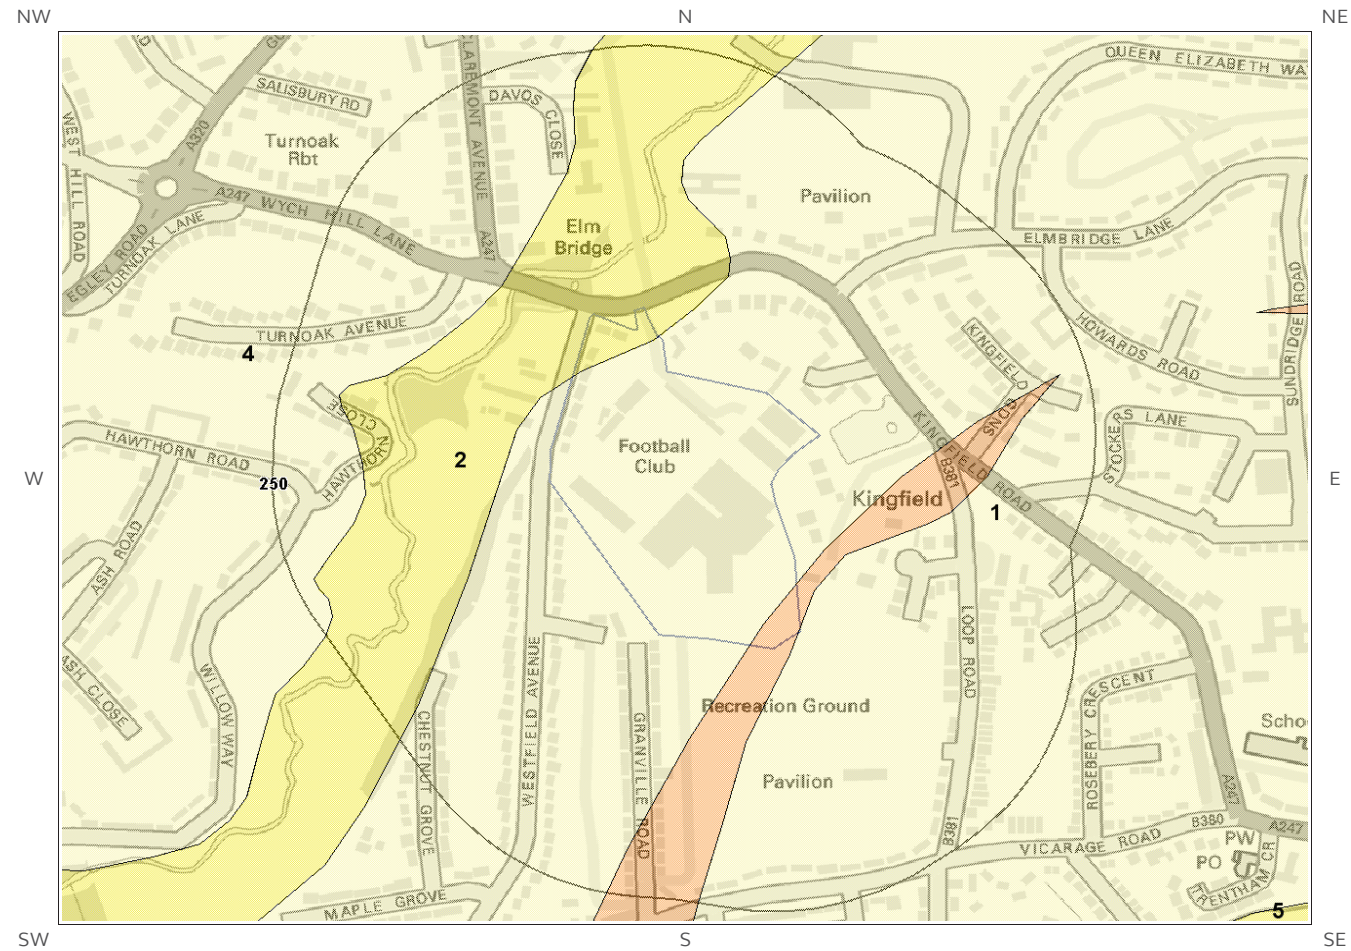 NW
N
NE
QUEEN ELIZABETH WA
SALISBURY RD
CLAREMONT AVENUE
DAVOS
CLOSE
A320
WEST HILL ROAD
Turnoak
Rbt
Pavilion
A247 WYCH HILL LANE
TURNOAK LANE
EGLEY ROAD
A247
Elm
Bridge
ELMBRIDGE LANE
SUNDRIDGE ROAD
TURNOAK AVENUE
4
KINGFIELD
GDNS
HOWARDS ROAD
HAWTHORN
CLOSE
STOCKERS LANE
HAWTHORN ROAD
2
Football
Club
KINGFIELD ROAD
B381
W
250
Kingfield
1
E
ASH ROAD
LOOP ROAD
ASH CLOSE
WILLOW WAY
WESTFIELD AVENUE
Recreation Ground
ROSEBERY CRESCENT
Scho
CHESTNUT GROVE
GRANVILLE ROAD
Pavilion
A247
B381
VICARAGE ROAD
B380
A247
PW
PO
TRENTHAM CR
MAPLE GROVE
5
SW
S
SE